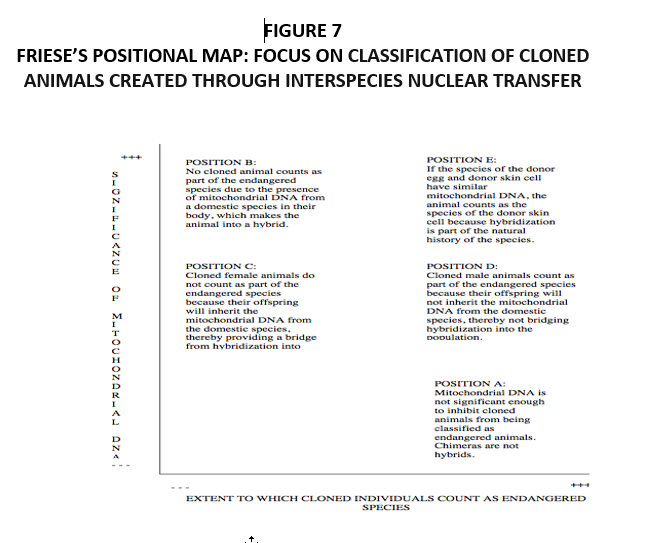 FIGURE 7
FRIESE'S POSITIONAL MAP: FOCUS ON CLASSIFICATION OF CLONED
ANIMALS CREATED THROUGH INTERSPECIES NUCLEAR TRANSFER
+++
SIGNIFICANCE OF MITOCHONDRIAL DNA
---
POSITION B:
No cloned animal counts as
part of the endangered
species due to the presence
of mitochondrial DNA from
a domestic species in their
body, which makes the
animal into a hybrid.
POSITION E:
If the species of the donor
egg and donor skin cell
have similar
mitochondrial DNA, the
animal counts as the
species of the donor skin
cell because hybridization
is part of the natural
history of the species.
POSITION C:
Cloned female animals do
not count as part of the
endangered species
because their offspring
will inherit the
mitochondrial DNA from
the domestic species,
thereby providing a bridge
from hybridization into
POSITION D:
Cloned male animals count as
part of the endangered species
because their offspring will
not inherit the mitochondrial
DNA from the domestic
species, thereby not bridging
hybridization into the
population.
POSITION A:
Mitochondrial DNA is
not significant enough
to inhibit cloned
animals from being
classified as
endangered animals.
Chimeras are not
hybrids.
--- +++
EXTENT TO WHICH CLONED INDIVIDUALS COUNT AS ENDANGERED
SPECIES